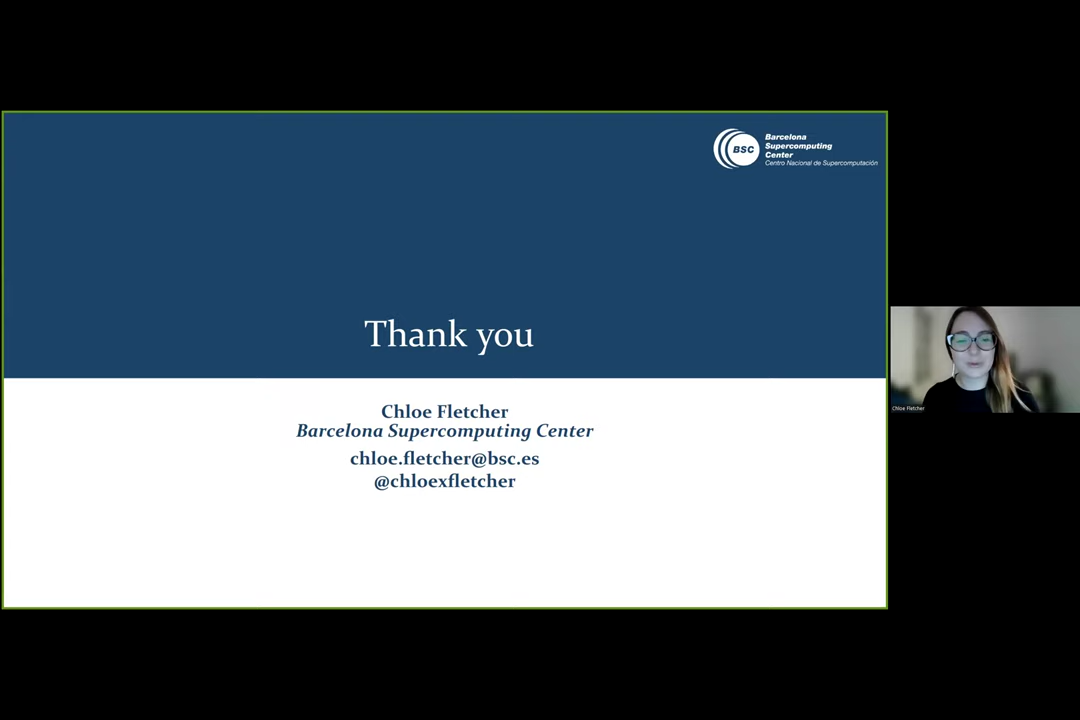 BSC
Barcelona
Supercomputing
Center
Centro Nacional de Supercomputación
Thank you
Chloe Fletcher
Barcelona Supercomputing Center
chloe.fletcher@bsc.es
@chloexfletcher
Chloe Fletcher